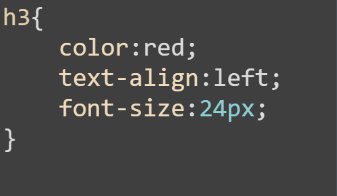 h3{
    color:red;
    text-align:left;
    font-size:24px;
}